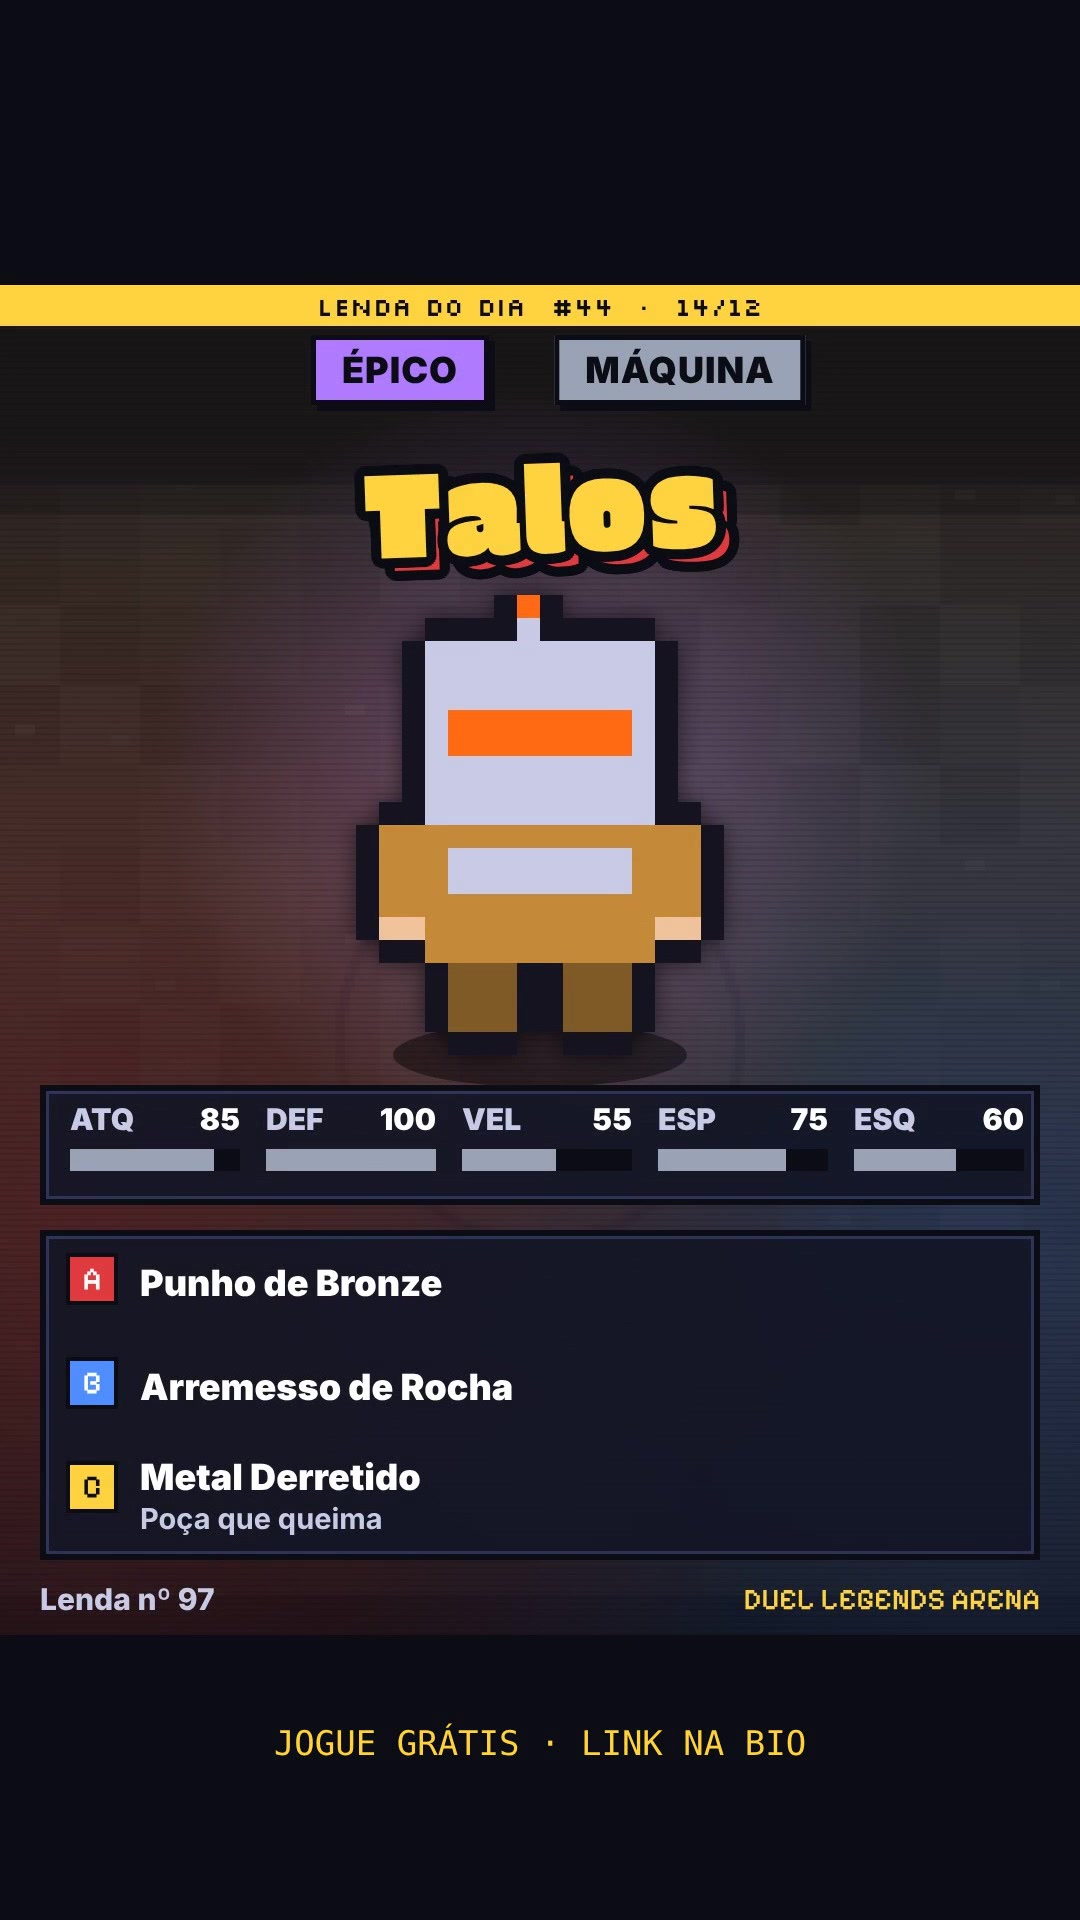 LENDA DO DIA #44 · 14/12
ÉPICO MÁQUINA
Talos
ATQ 85 DEF 100 VEL 55 ESP 75 ESQ 60
A Punho de Bronze
B Arremesso de Rocha
C Metal Derretido
Poça que queima
Lenda nº 97 DUEL LEGENDS ARENA
JOGUE GRÁTIS · LINK NA BIO